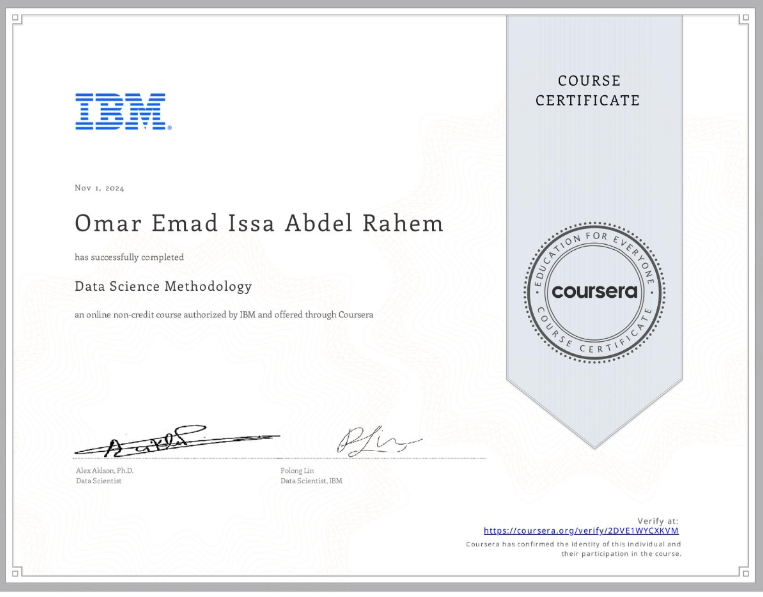 COURSE
CERTIFICATE
IBM®
Nov 1, 2024
Omar Emad Issa Abdel Rahem
has successfully completed
Data Science Methodology
an online non-credit course authorized by IBM and offered through Coursera
EDUCATION FOR EVERYONE
coursera
COURSE CERTIFICATE
Alex Aklson, Ph.D.
Data Scientist
Polong Lin
Data Scientist, IBM
Verify at:
https://coursera.org/verify/2DVE1WYCXKVM
Coursera has confirmed the identity of this individual and
their participation in the course.